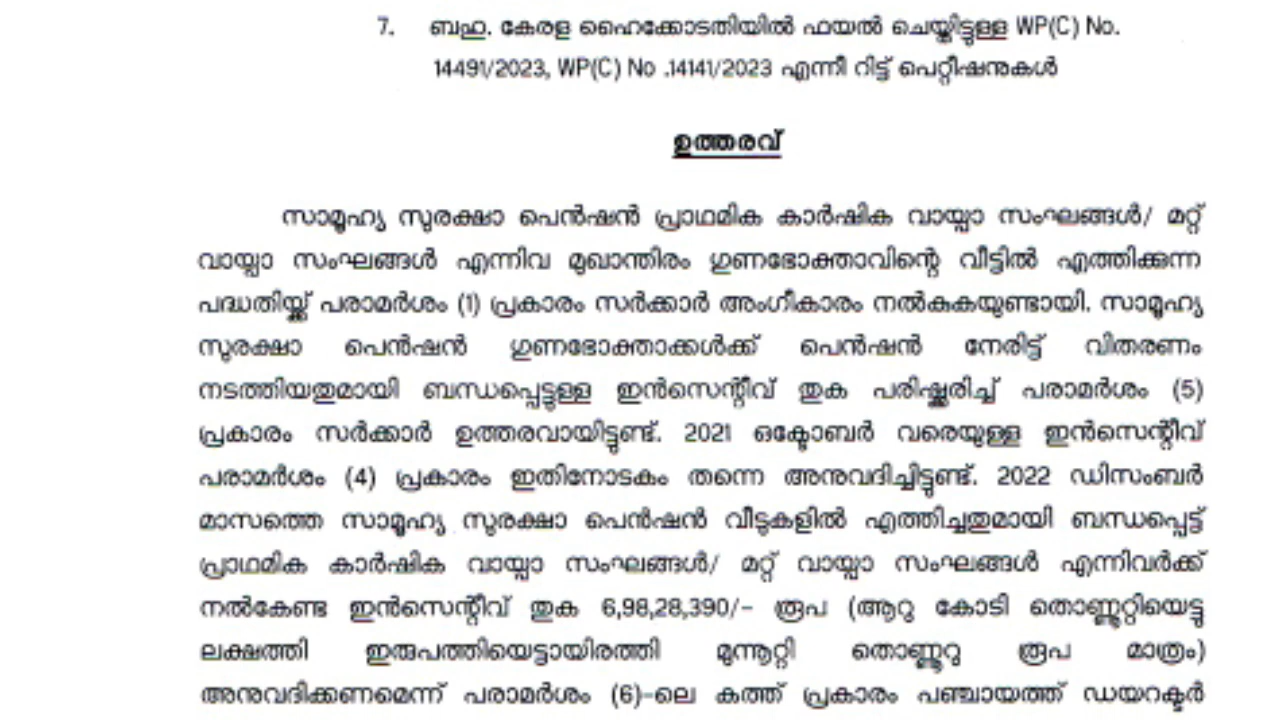 7. ബഹു. കേരള ഹൈക്കോടതിയിൽ ഫയൽ ചെയ്തിട്ടുള്ള WP(C) No.
14491/2023, WP(C) No .14141/2023 എന്നീ റിട്ട് പെറ്റീഷനുകൾ
ഉത്തരവ്
സാമൂഹ്യ സുരക്ഷാ പെൻഷൻ പ്രാഥമിക കാർഷിക വായ്പാ സംഘങ്ങൾ/ മറ്റ്
വായ്പാ സംഘങ്ങൾ എന്നിവ മുഖാന്തിരം ഗുണഭോക്താവിന്റെ വീട്ടിൽ എത്തിക്കുന്ന
പദ്ധതിയ്ക്ക് പരാമർശം (1) പ്രകാരം സർക്കാർ അംഗീകാരം നൽകുകയുണ്ടായി. സാമൂഹ്യ
സുരക്ഷാ പെൻഷൻ ഗുണഭോക്താക്കൾക്ക് പെൻഷൻ നേരിട്ട് വിതരണം
നടത്തിയതുമായി ബന്ധപ്പെട്ടുള്ള ഇൻസെന്റീവ് തുക പരിഷ്കരിച്ച് പരാമർശം (5)
പ്രകാരം സർക്കാർ ഉത്തരവായിട്ടുണ്ട്. 2021 ഒക്ടോബർ വരെയുള്ള ഇൻസെന്റീവ്
പരാമർശം (4) പ്രകാരം ഇതിനോടകം തന്നെ അനുവദിച്ചിട്ടുണ്ട്. 2022 ഡിസംബർ
മാസത്തെ സാമൂഹ്യ സുരക്ഷാ പെൻഷൻ വീടുകളിൽ എത്തിച്ചതുമായി ബന്ധപ്പെട്ട്
പ്രാഥമിക കാർഷിക വായ്പാ സംഘങ്ങൾ/ മറ്റ് വായ്പാ സംഘങ്ങൾ എന്നിവർക്ക്
നൽകേണ്ട ഇൻസെന്റീവ് തുക 6,98,28,390/- രൂപ (ആറു കോടി തൊണ്ണൂറ്റിയെട്ടു
ലക്ഷത്തി ഇരുപത്തിയെട്ടായിരത്തി മുന്നൂറ്റി തൊണ്ണൂറു രൂപ മാത്രം)
അനുവദിക്കണമെന്ന് പരാമർശം (6)-ലെ കത്ത് പ്രകാരം പഞ്ചായത്ത് ഡയറക്ടർ